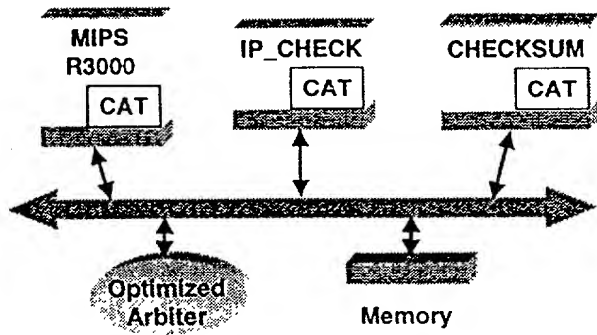 MIPS
R3000
CAT
IP_CHECK
CAT
CHECKSUM
CAT
Optimized
Arbiter
Memory